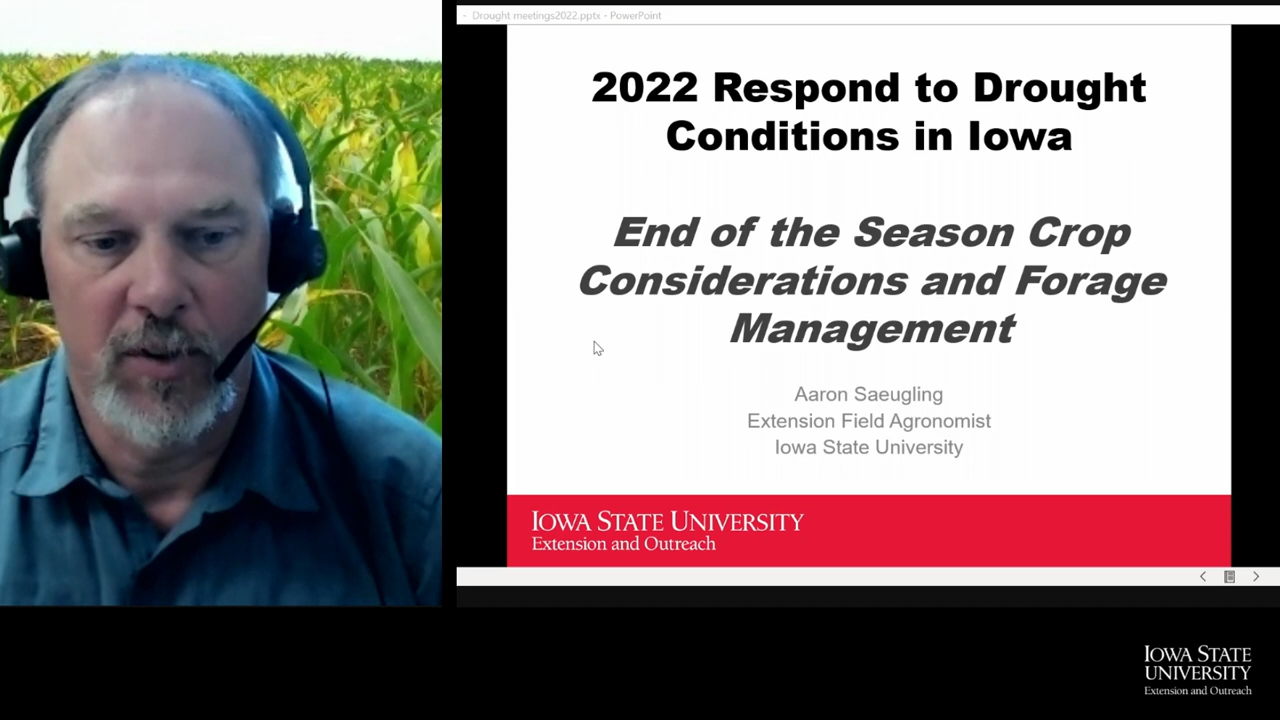 Drought meetings2022.pptx - PowerPoint
2022 Respond to Drought
Conditions in Iowa
End of the Season Crop
Considerations and Forage
Management
Aaron Saeugling
Extension Field Agronomist
Iowa State University
IOWA STATE UNIVERSITY
Extension and Outreach
IOWA STATE
UNIVERSITY
Extension and Outreach